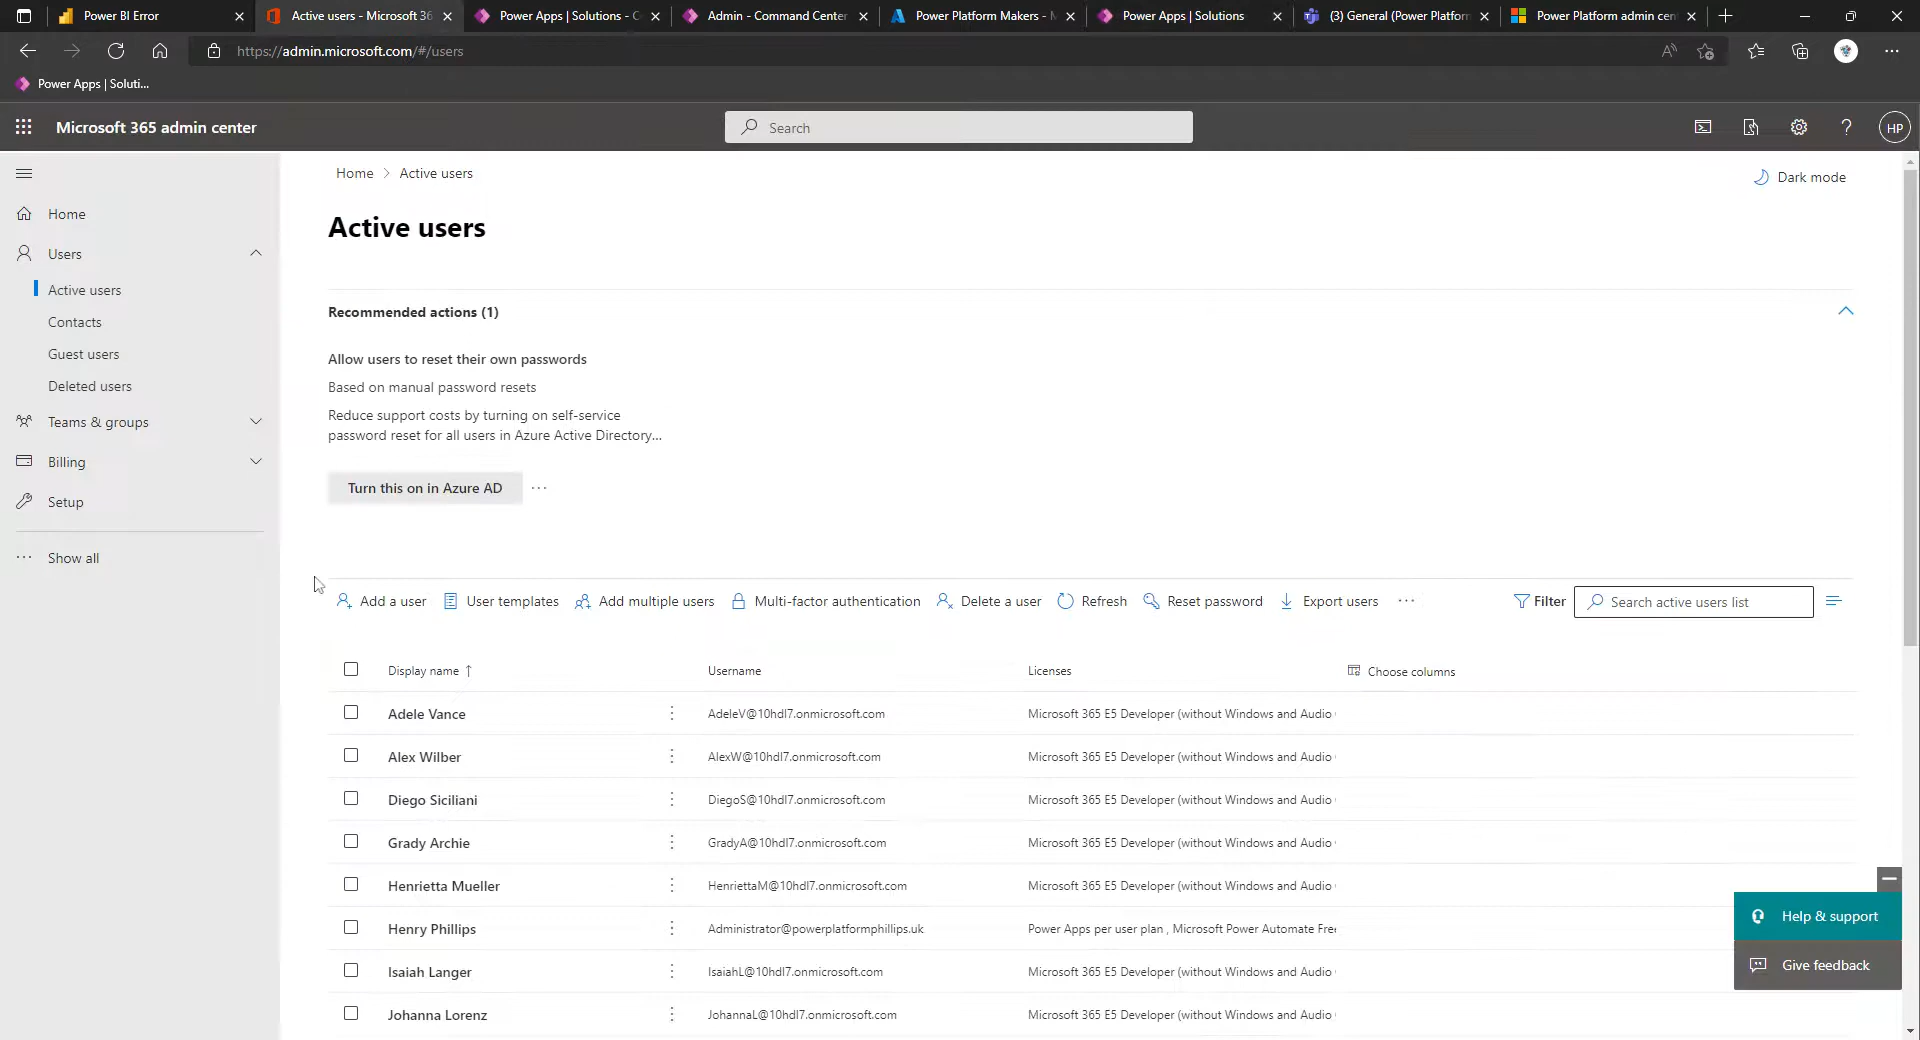 Power BI Error
Active users - Microsoft 36
Power Apps | Solutions - C
Admin - Command Center
Power Platform Makers - M
Power Apps | Solutions
(3) General (Power Platform
Power Platform admin cen
https://admin.microsoft.com/#/users
Power Apps | Soluti...
Microsoft 365 admin center
Search
HP
Home > Active users
Dark mode
Home
Users
Active users
Contacts
Guest users
Deleted users
Teams & groups
Billing
Setup
Show all
Active users
Recommended actions (1)
Allow users to reset their own passwords
Based on manual password resets
Reduce support costs by turning on self-service
password reset for all users in Azure Active Directory...
Turn this on in Azure AD
Add a user
User templates
Add multiple users
Multi-factor authentication
Delete a user
Refresh
Reset password
Export users
Filter
Search active users list
Display name ↑
Username
Licenses
Choose columns
Adele Vance AdeleV@10hdl7.onmicrosoft.com Microsoft 365 E5 Developer (without Windows and Audio
Alex Wilber AlexW@10hdl7.onmicrosoft.com Microsoft 365 E5 Developer (without Windows and Audio
Diego Siciliani DiegoS@10hdl7.onmicrosoft.com Microsoft 365 E5 Developer (without Windows and Audio
Grady Archie GradyA@10hdl7.onmicrosoft.com Microsoft 365 E5 Developer (without Windows and Audio
Henrietta Mueller HenriettaM@10hdl7.onmicrosoft.com Microsoft 365 E5 Developer (without Windows and Audio
Henry Phillips Administrator@powerplatformphillips.uk Power Apps per user plan , Microsoft Power Automate Free
Isaiah Langer IsaiahL@10hdl7.onmicrosoft.com Microsoft 365 E5 Developer (without Windows and Audio
Johanna Lorenz JohannaL@10hdl7.onmicrosoft.com Microsoft 365 E5 Developer (without Windows and Audio
Help & support
Give feedback